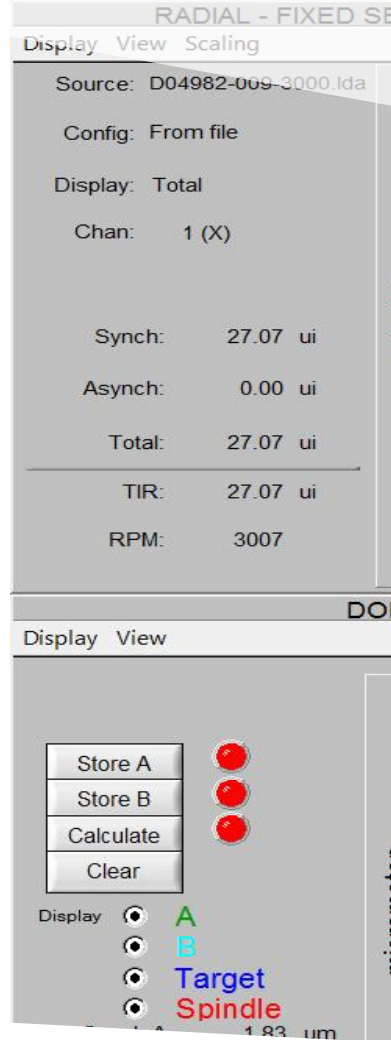 RADIAL - FIXED SE
Display View Scaling
Source: D04982-009-3000.lda
Config: From file
Display: Total
Chan: 1 (X)
Synch: 27.07 ui
Asynch: 0.00 ui
Total: 27.07 ui
TIR: 27.07 ui
RPM: 3007
DO
Display View
Store A
Store B
Calculate
Clear
Display A
B
Target
Spindle
1.83 um